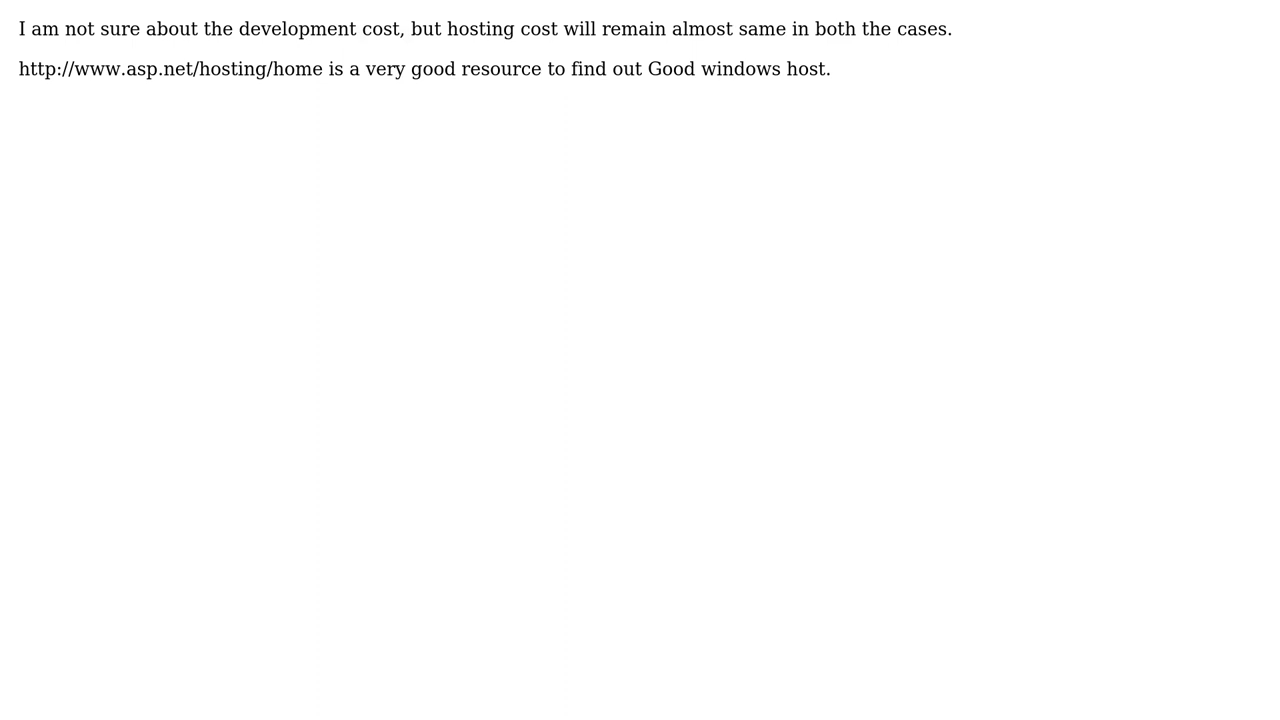 I am not sure about the development cost, but hosting cost will remain almost same in both the cases.
http://www.asp.net/hosting/home is a very good resource to find out Good windows host.